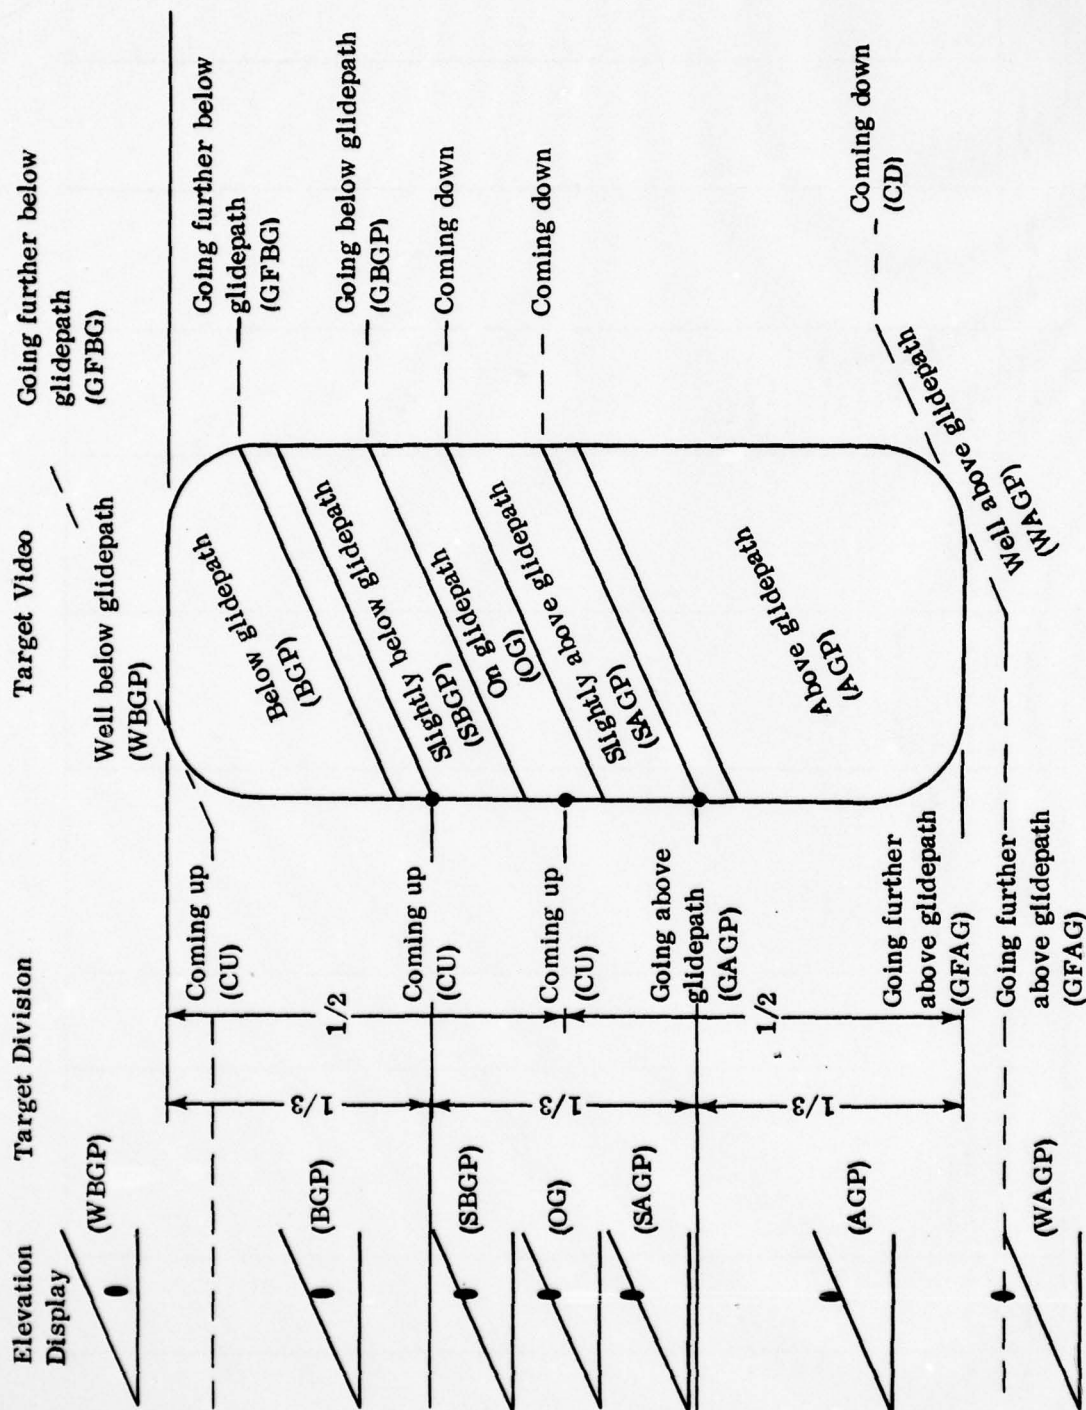 Elevation
Display
Target Division
Target Video
(WBGP)
(BGP)
(SBGP)
(OG)
(SAGP)
(AGP)
(WAGP)
1/3
1/3
1/3
1/2
1/2
Coming up
(CU)
Coming up
(CU)
Coming up
(CU)
Going above
glidepath
(GAGP)
Going further
above glidepath
(GFAG)
Going further
above glidepath
(GFAG)
Well below glidepath
(WBGP)
Below glidepath
(BGP)
Slightly below glidepath
(SBGP)
On glidepath
(OG)
Slightly above glidepath
(SAGP)
Above glidepath
(AGP)
Well above glidepath
(WAGP)
Going further below
glidepath
(GFBG)
Going further below
glidepath
(GFBG)
Going below glidepath
(GBGP)
Coming down
Coming down
Coming down
(CD)